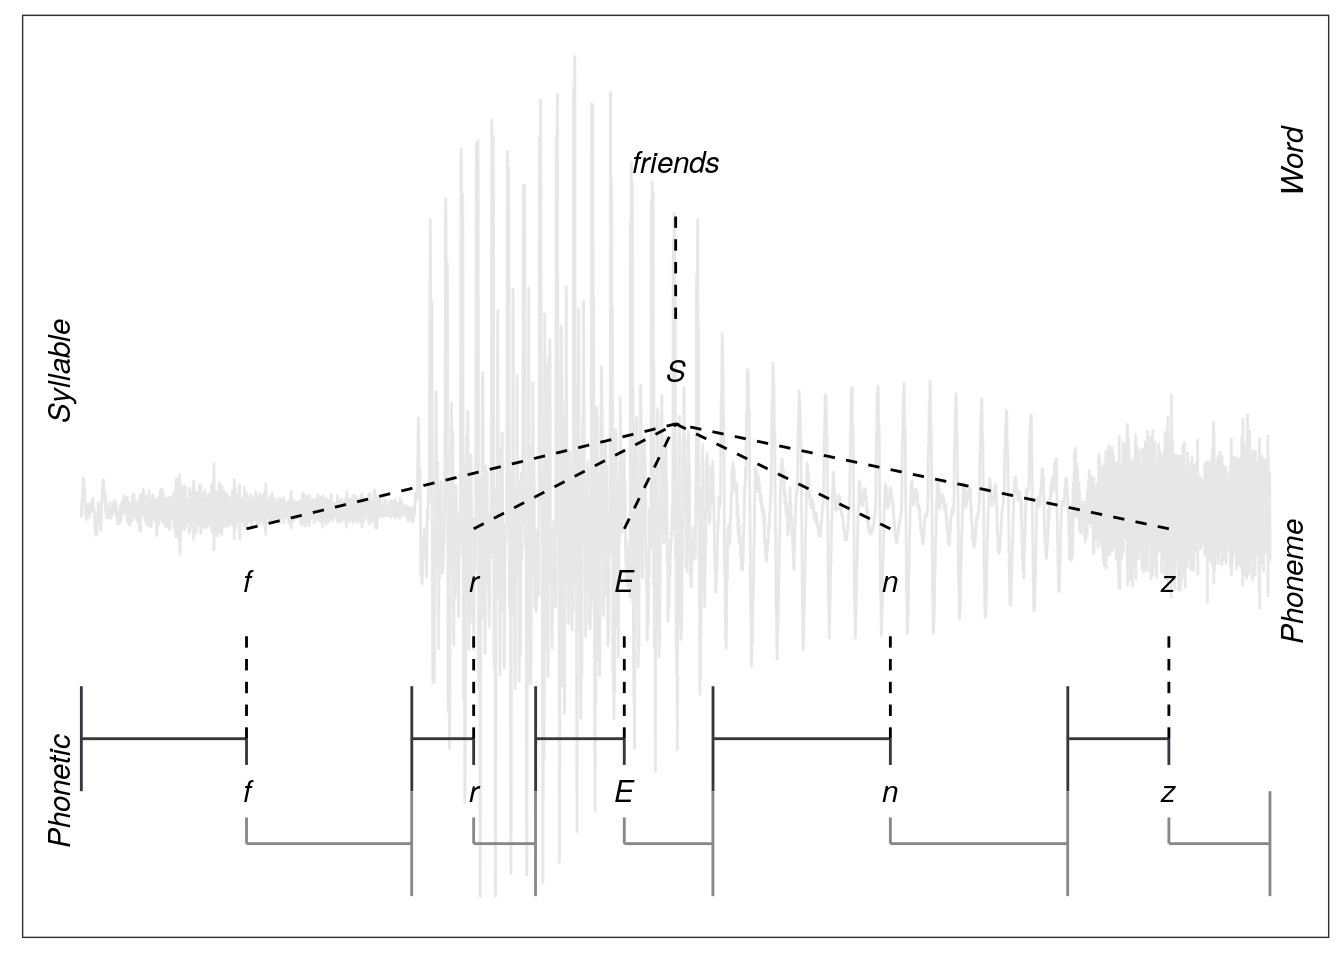 Word
friends
Syllable
S
Phoneme
f r E n z
Phonetic
f r E n z